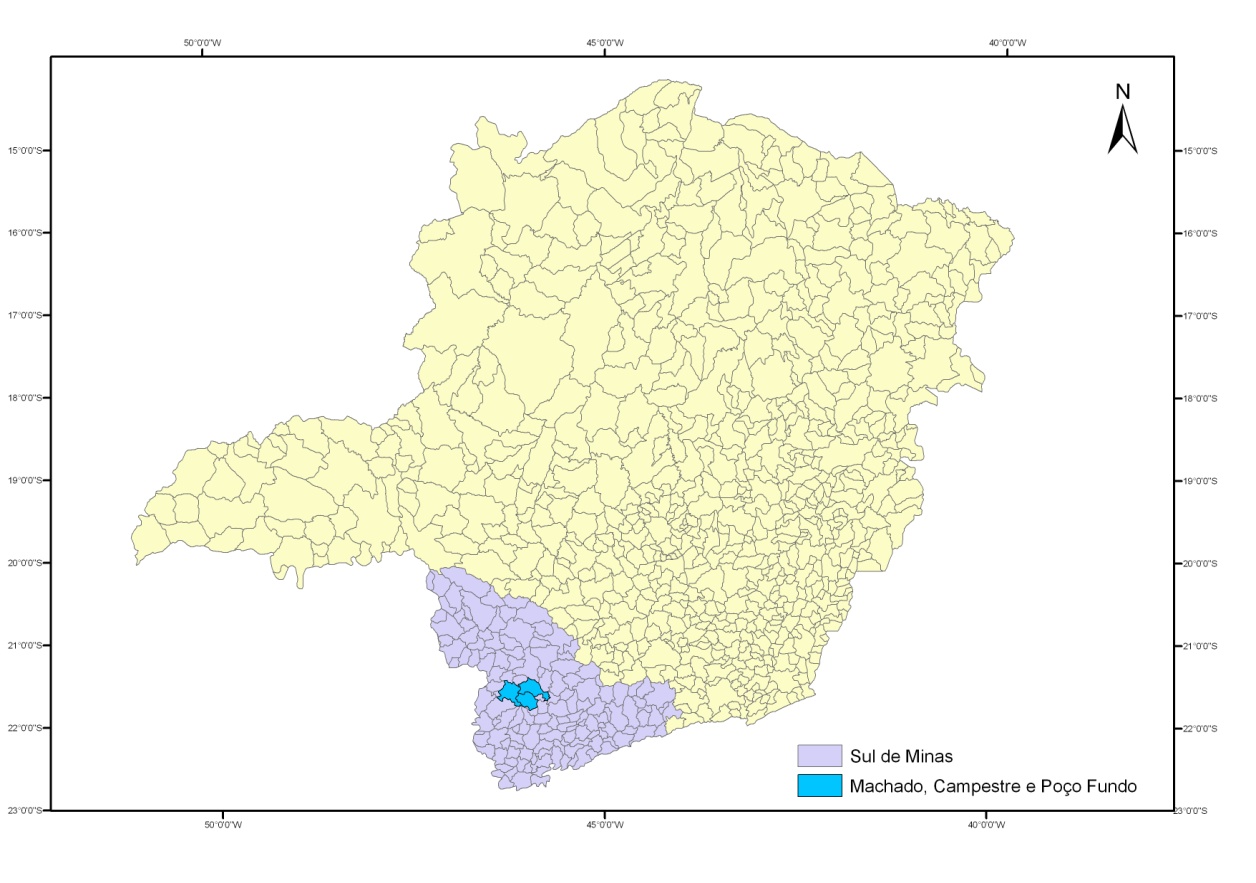 50°0'0"W 45°0'0"W 40°0'0"W
N
15°0'0"S 15°0'0"S
16°0'0"S 16°0'0"S
17°0'0"S 17°0'0"S
18°0'0"S 18°0'0"S
19°0'0"S 19°0'0"S
20°0'0"S 20°0'0"S
21°0'0"S 21°0'0"S
22°0'0"S 22°0'0"S
Sul de Minas
Machado, Campestre e Poço Fundo
23°0'0"S 23°0'0"S
50°0'0"W 45°0'0"W 40°0'0"W